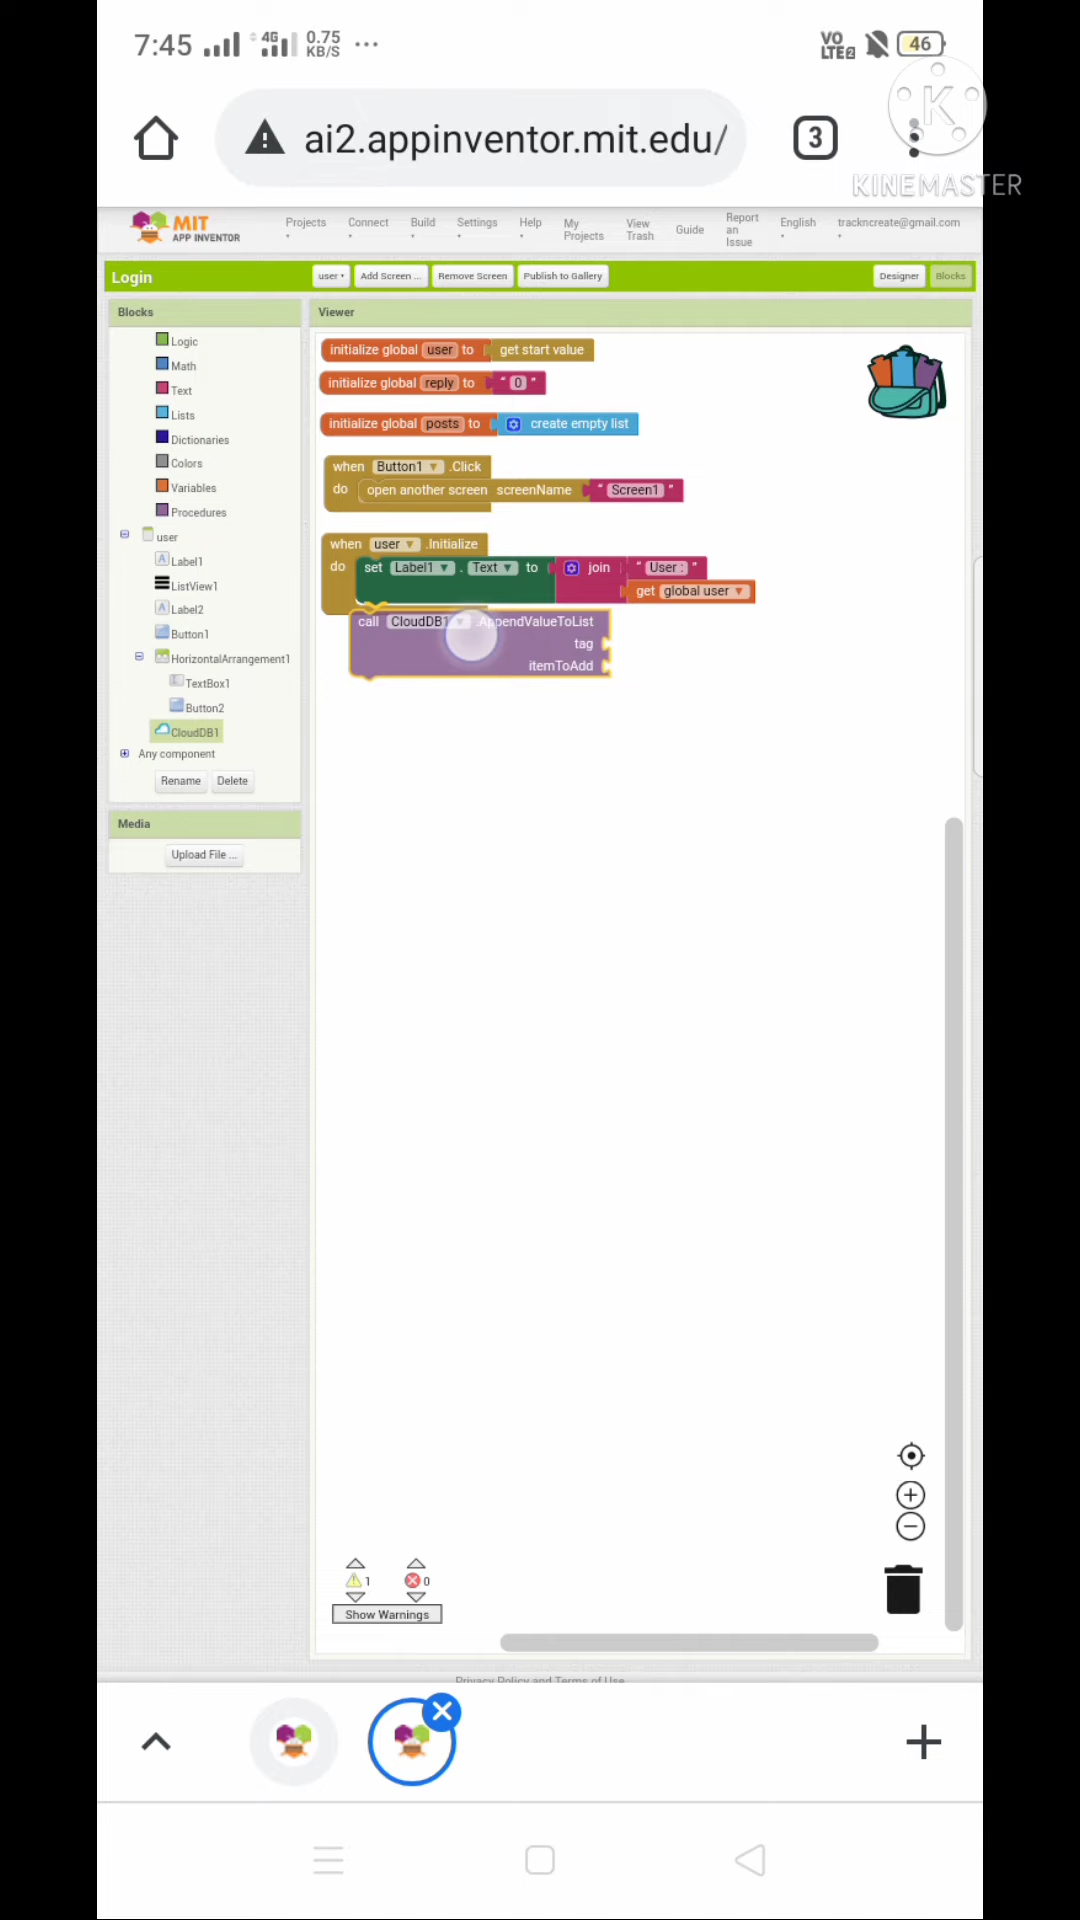 7:45 4G 0.75 KB/S ... VO LTE2 46
K
ai2.appinventor.mit.edu/ 3
KINEMASTER
MIT APP INVENTOR Projects Connect Build Settings Help My Projects View Trash Guide Report an Issue English trackncreate@gmail.com
Login user Add Screen ... Remove Screen Publish to Gallery Designer Blocks
Blocks Viewer
Logic
Math
Text
Lists
Dictionaries
Colors
Variables
Procedures
user
Label1
ListView1
Label2
Button1
HorizontalArrangement1
TextBox1
Button2
CloudDB1
Any component
Rename Delete
Media
Upload File ...
initialize global user to get start value
initialize global reply to " 0 "
initialize global posts to create empty list
when Button1 .Click
do open another screen screenName " Screen1 "
when user .Initialize
do set Label1 . Text to join " User : "
get global user
call CloudDB1 .AppendValueToList
tag
itemToAdd
1 0
Show Warnings
Privacy Policy and Terms of Use